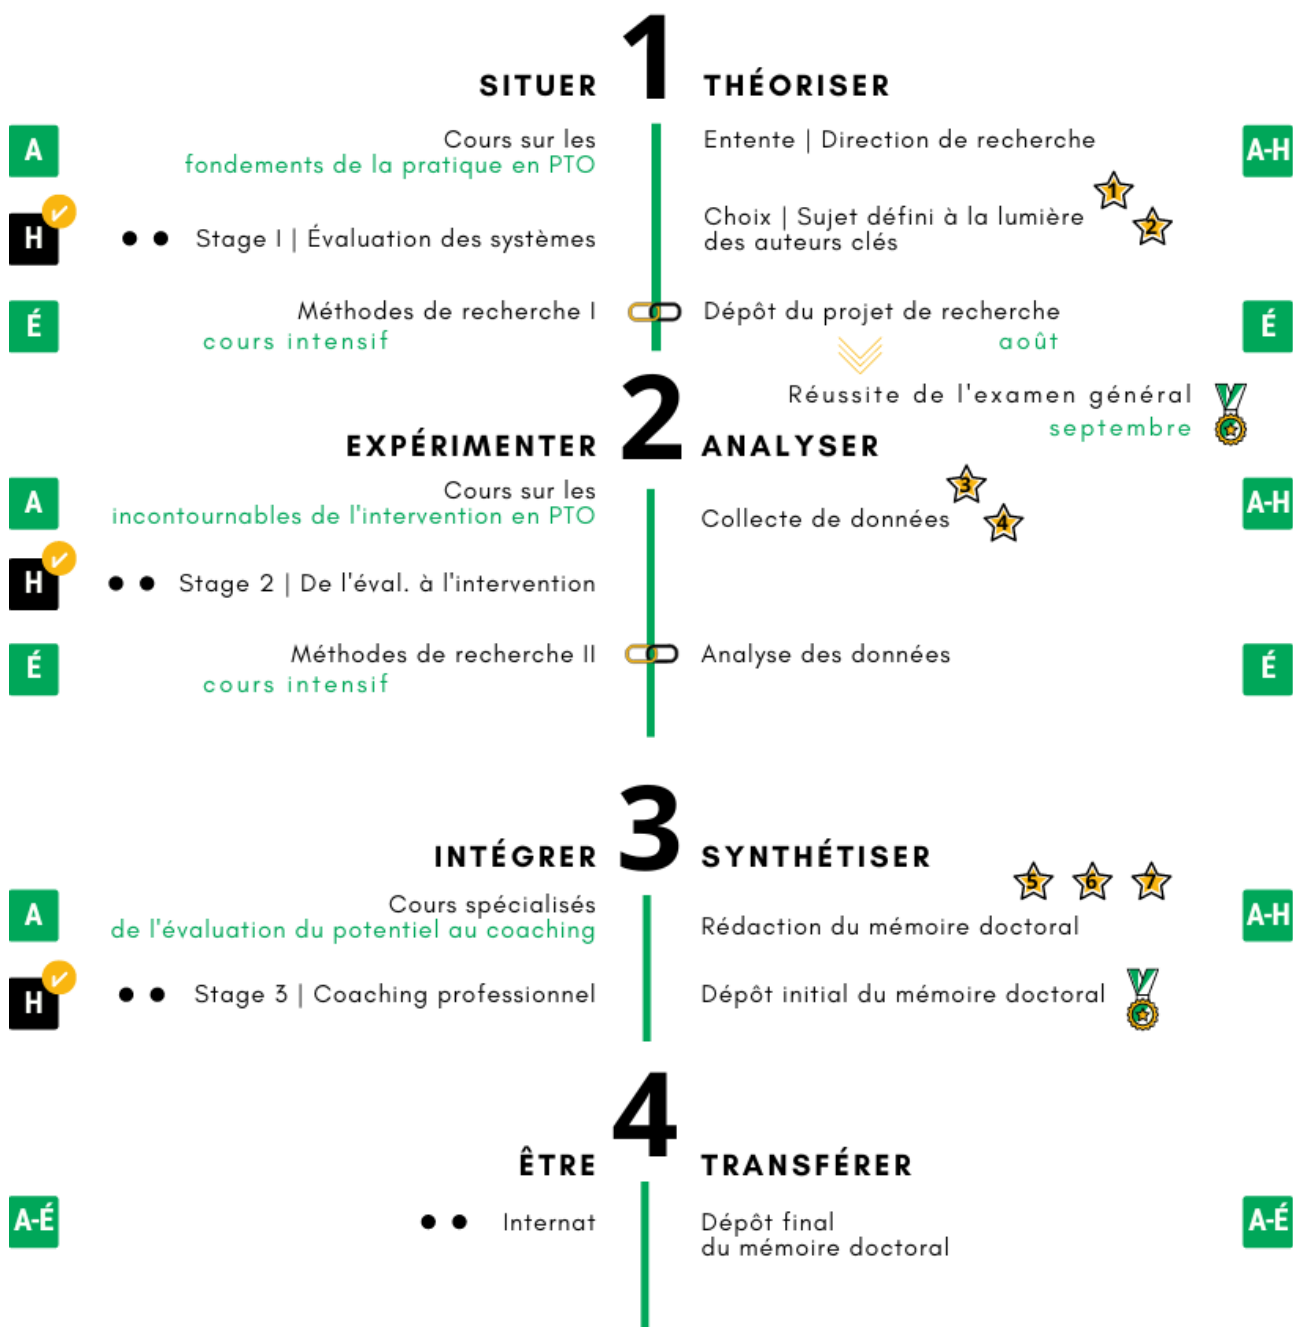 1
SITUER
THÉORISER
A
Cours sur les
fondements de la pratique en PTO
Entente | Direction de recherche
A-H
1
H
Stage I | Évaluation des systèmes
Choix | Sujet défini à la lumière
des auteurs clés
2
É
Méthodes de recherche I
cours intensif
Dépôt du projet de recherche
août
É
2
Réussite de l'examen général
septembre
EXPÉRIMENTER
ANALYSER
A
Cours sur les
incontournables de l'intervention en PTO
3
Collecte de données
4
A-H
H
Stage 2 | De l'éval. à l'intervention
É
Méthodes de recherche II
cours intensif
Analyse des données
É
3
INTÉGRER
SYNTHÉTISER
5 6 7
A
Cours spécialisés
de l'évaluation du potentiel au coaching
Rédaction du mémoire doctoral
A-H
H
Stage 3 | Coaching professionnel
Dépôt initial du mémoire doctoral
4
ÊTRE
TRANSFÉRER
A-É
Internat
Dépôt final
du mémoire doctoral
A-É